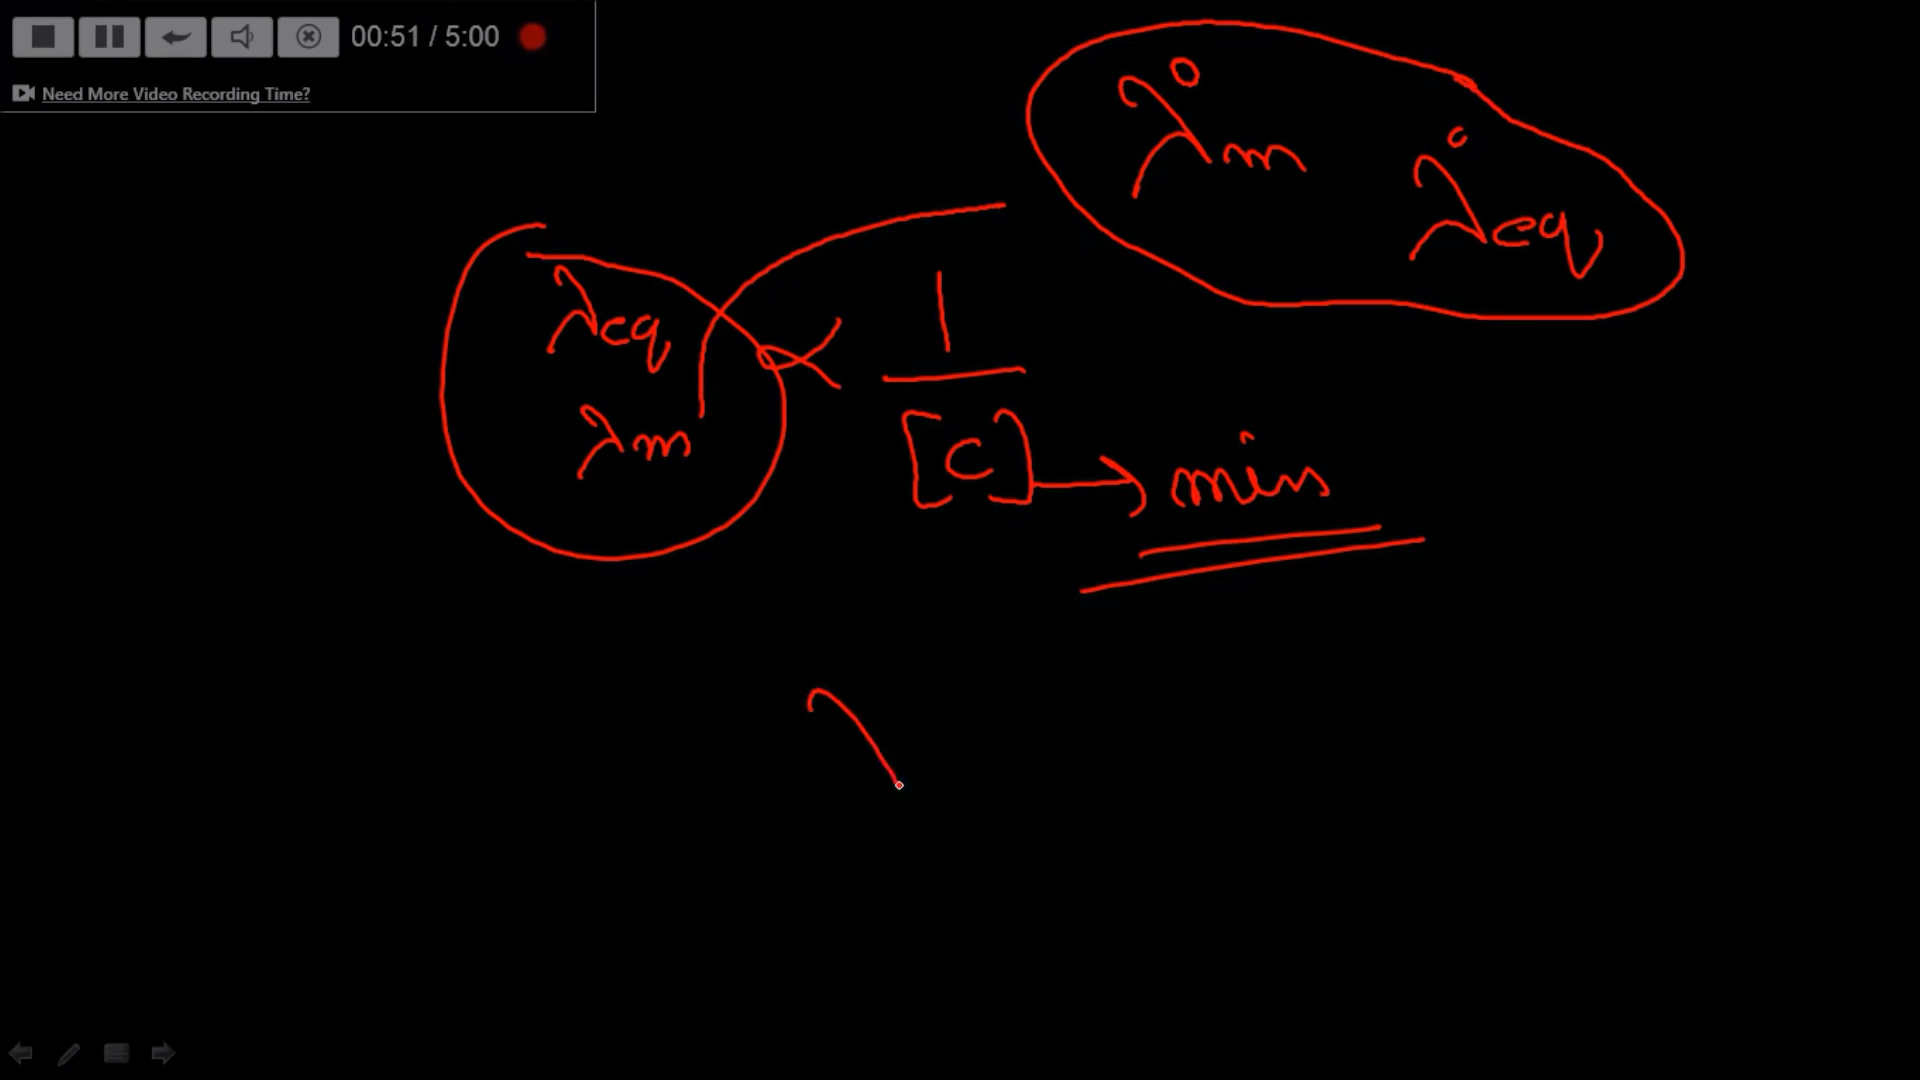 00:51 / 5:00
Need More Video Recording Time?
λ°m λ°eq
λeq
λm
∝ 1
[C] → min